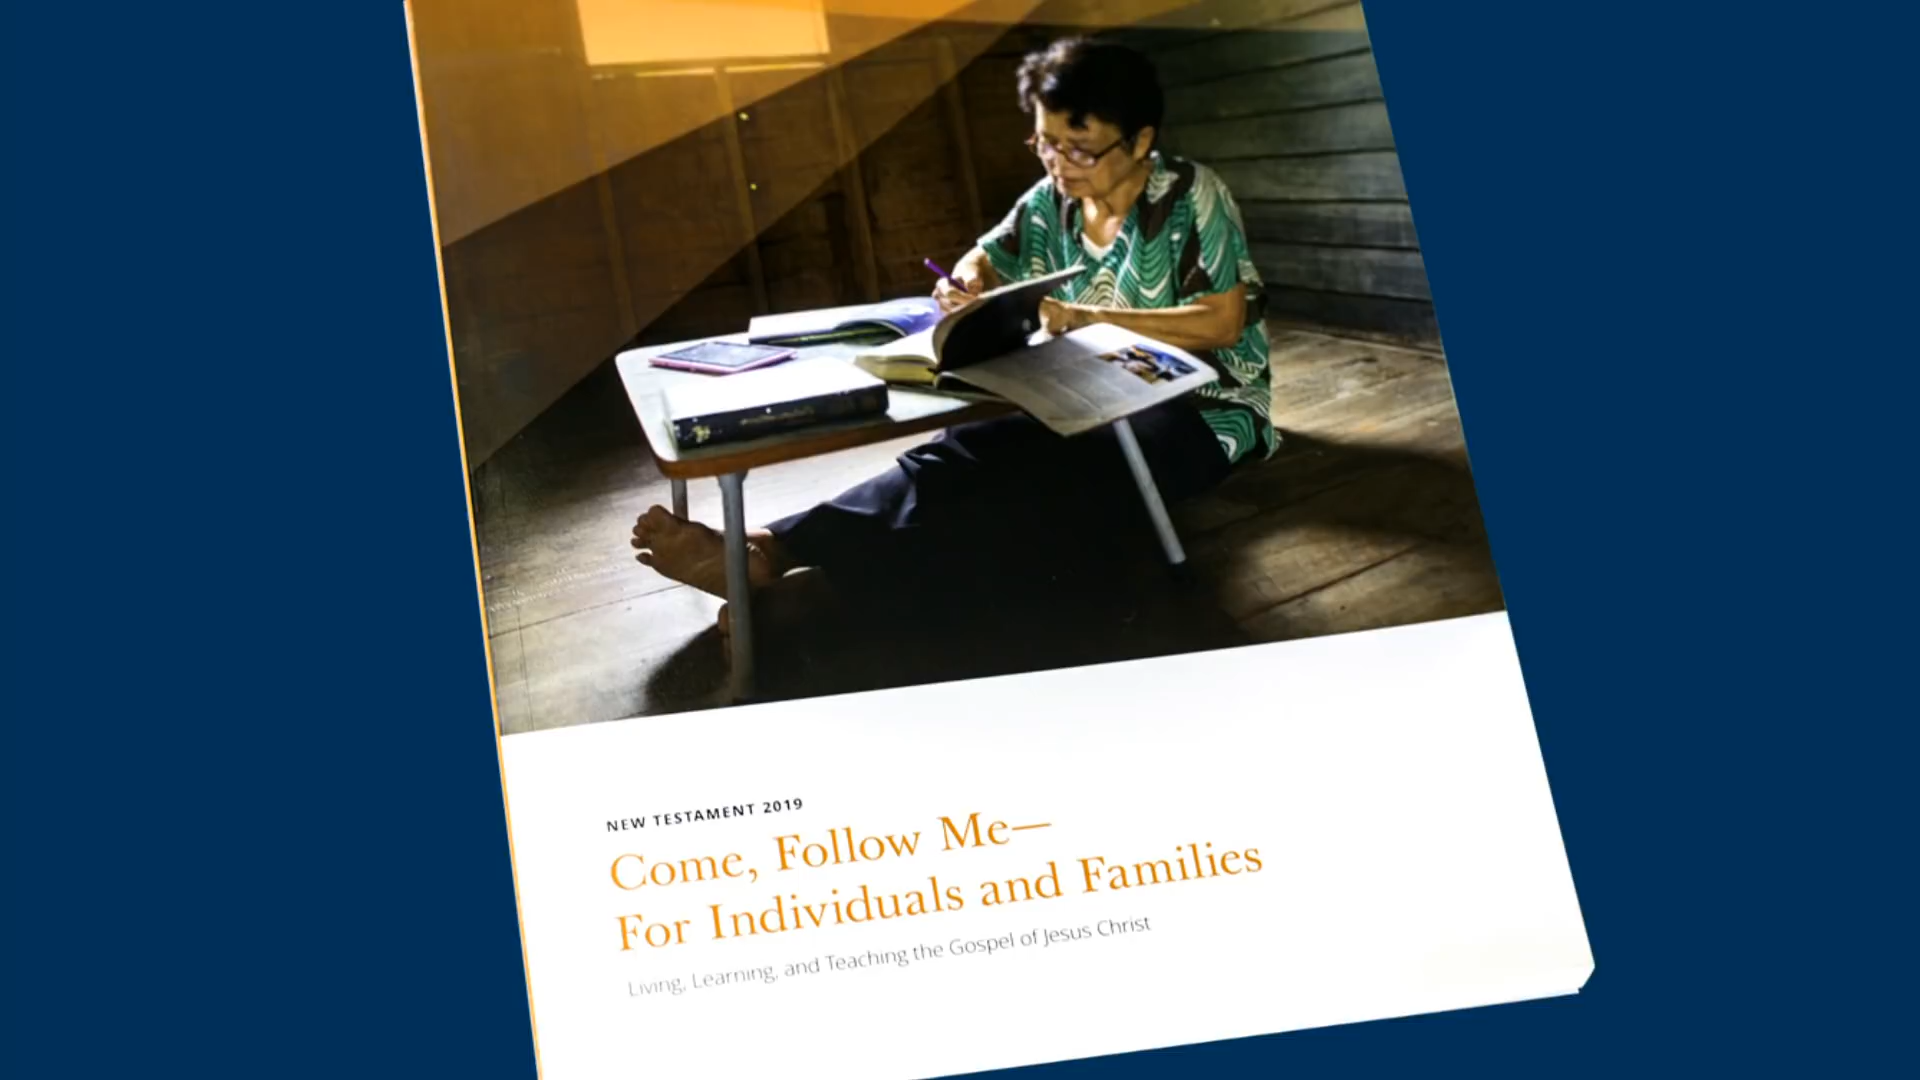 NEW TESTAMENT 2019
Come, Follow Me—
For Individuals and Families
Living, Learning, and Teaching the Gospel of Jesus Christ